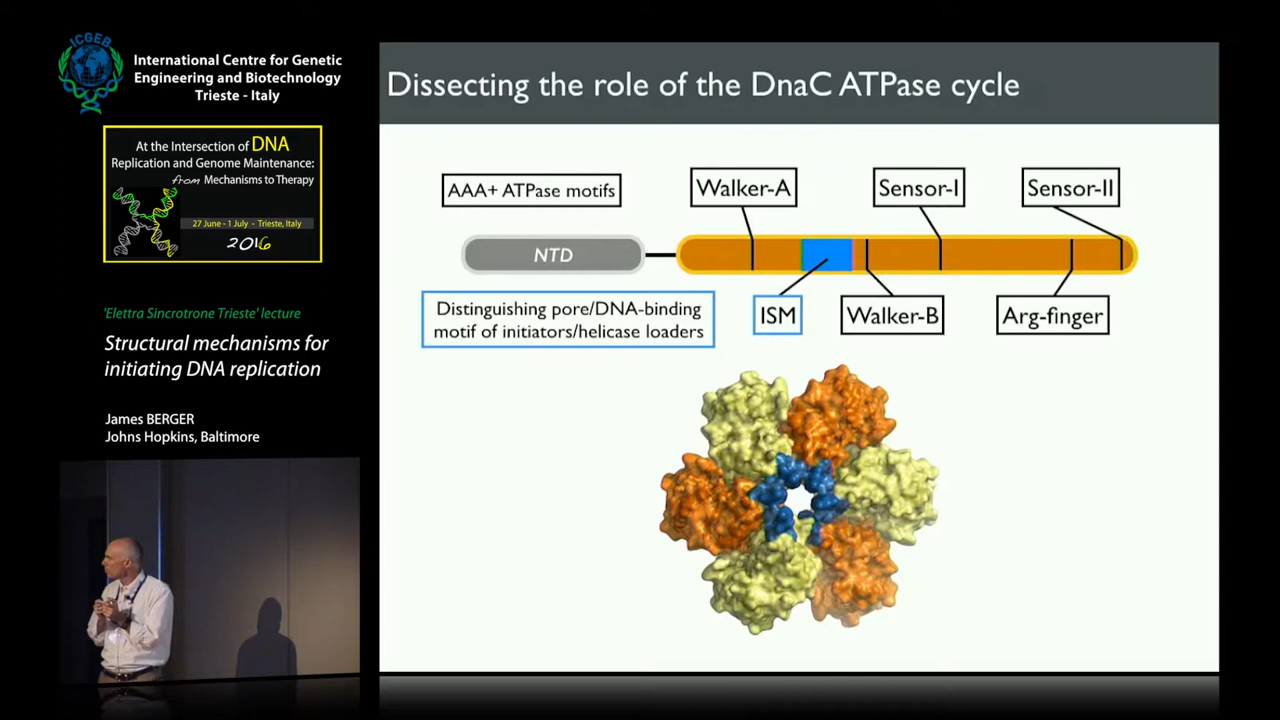 ICGEB
International Centre for Genetic
Engineering and Biotechnology
Trieste - Italy
At the Intersection of DNA
Replication and Genome Maintenance:
from Mechanisms to Therapy
27 June - 1 July - Trieste, Italy
2016
'Elettra Sincrotrone Trieste' lecture
Structural mechanisms for
initiating DNA replication
James BERGER
Johns Hopkins, Baltimore
Dissecting the role of the DnaC ATPase cycle
AAA+ ATPase motifs
Walker-A
Sensor-I
Sensor-II
NTD
Distinguishing pore/DNA-binding
motif of initiators/helicase loaders
ISM
Walker-B
Arg-finger